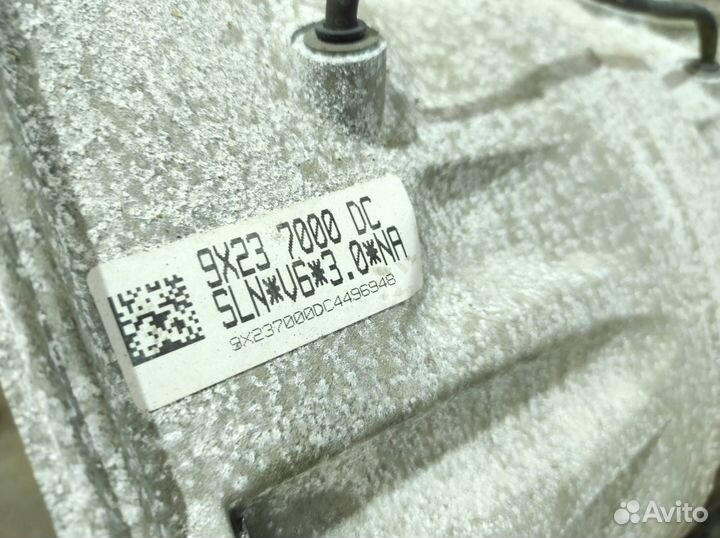 9X23 7000 DC
SLN*V6*3.0*NA
9X237000DC4496948
Avito